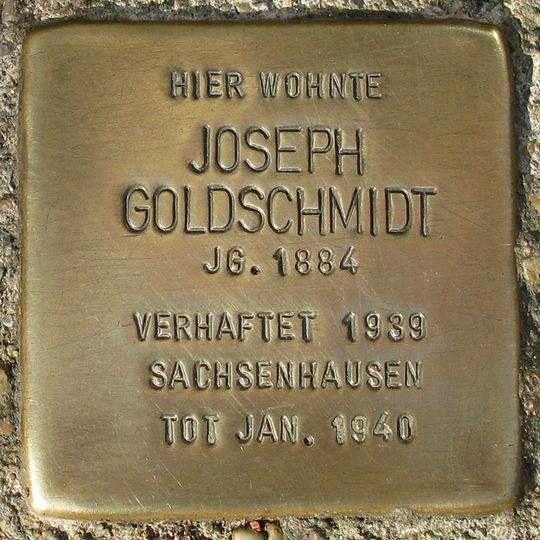 HIER WOHNTE
JOSEPH
GOLDSCHMIDT
JG. 1884
VERHAFTET 1939
SACHSENHAUSEN
TOT JAN. 1940